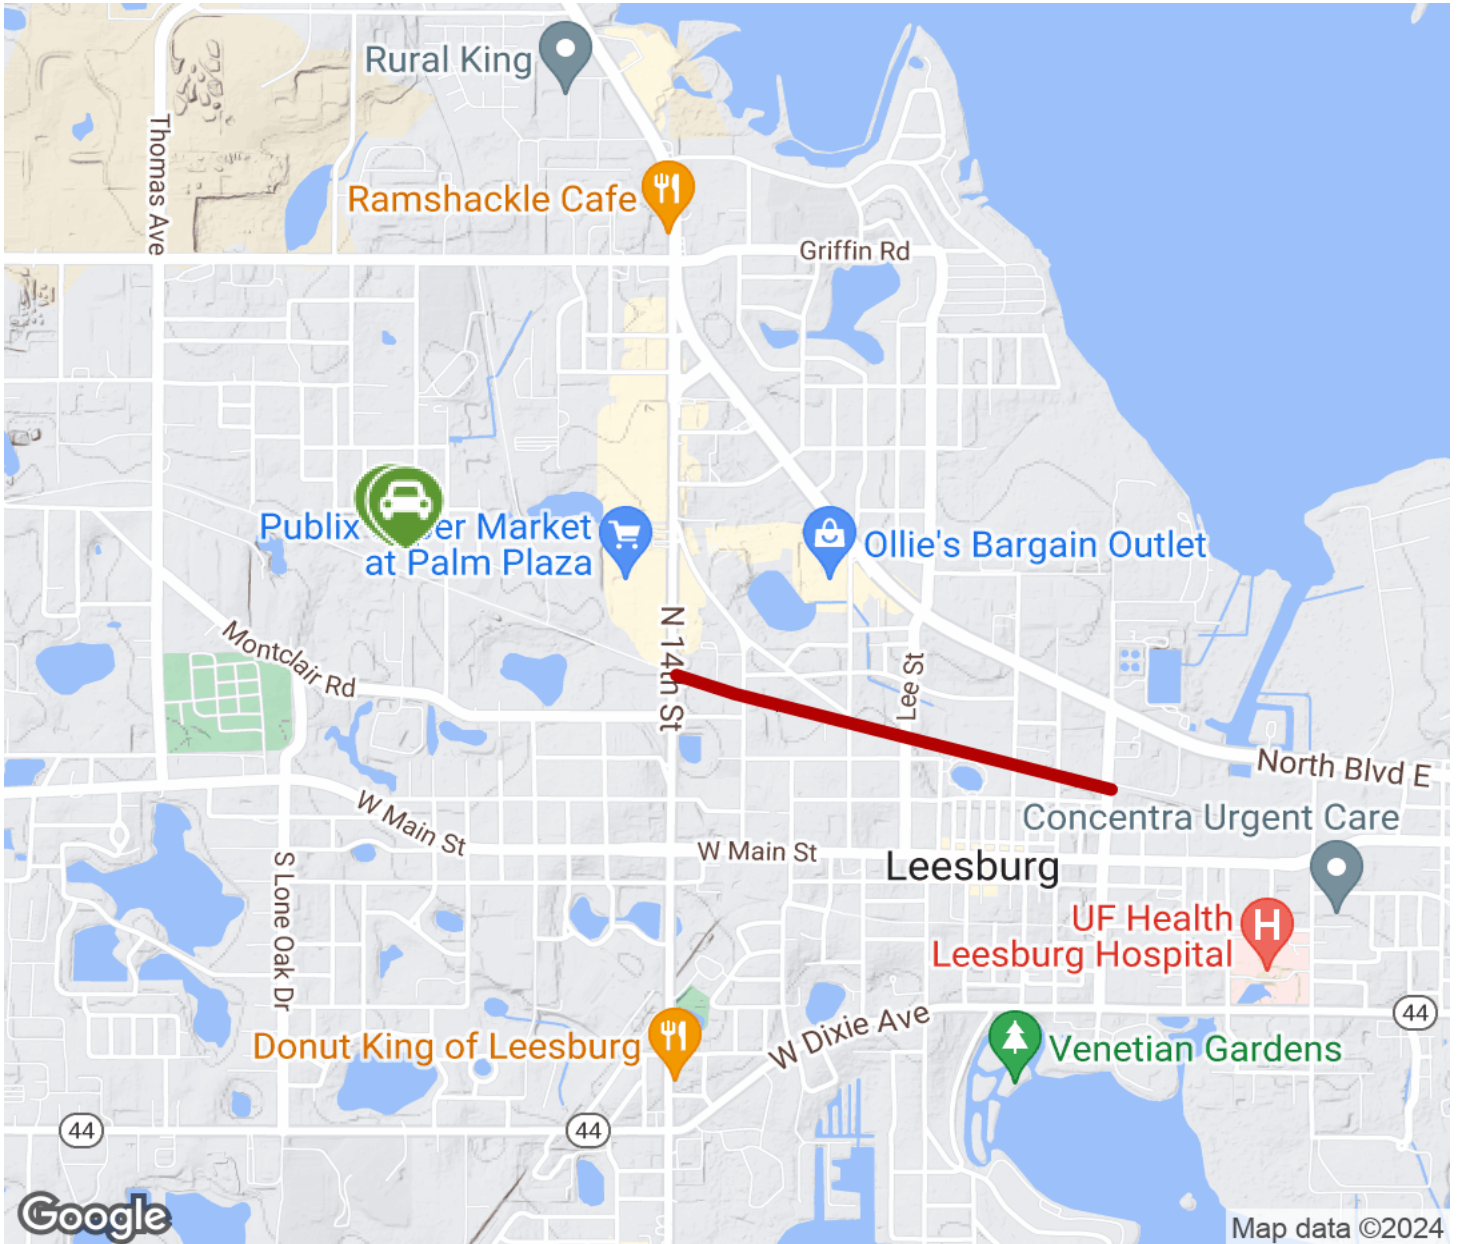 Rural King
Thomas Ave
Ramshackle Cafe
Griffin Rd
Publix
er Market
at Palm Plaza
Ollie's Bargain Outlet
N 14th St
Montclair Rd
Lee St
North Blvd E
W Main St
Concentra Urgent Care
W Main St
Leesburg
S Lone Oak Dr
UF Health
Leesburg Hospital
H
44
W Dixie Ave
Donut King of Leesburg
Venetian Gardens
44
44
Google
Map data ©2024